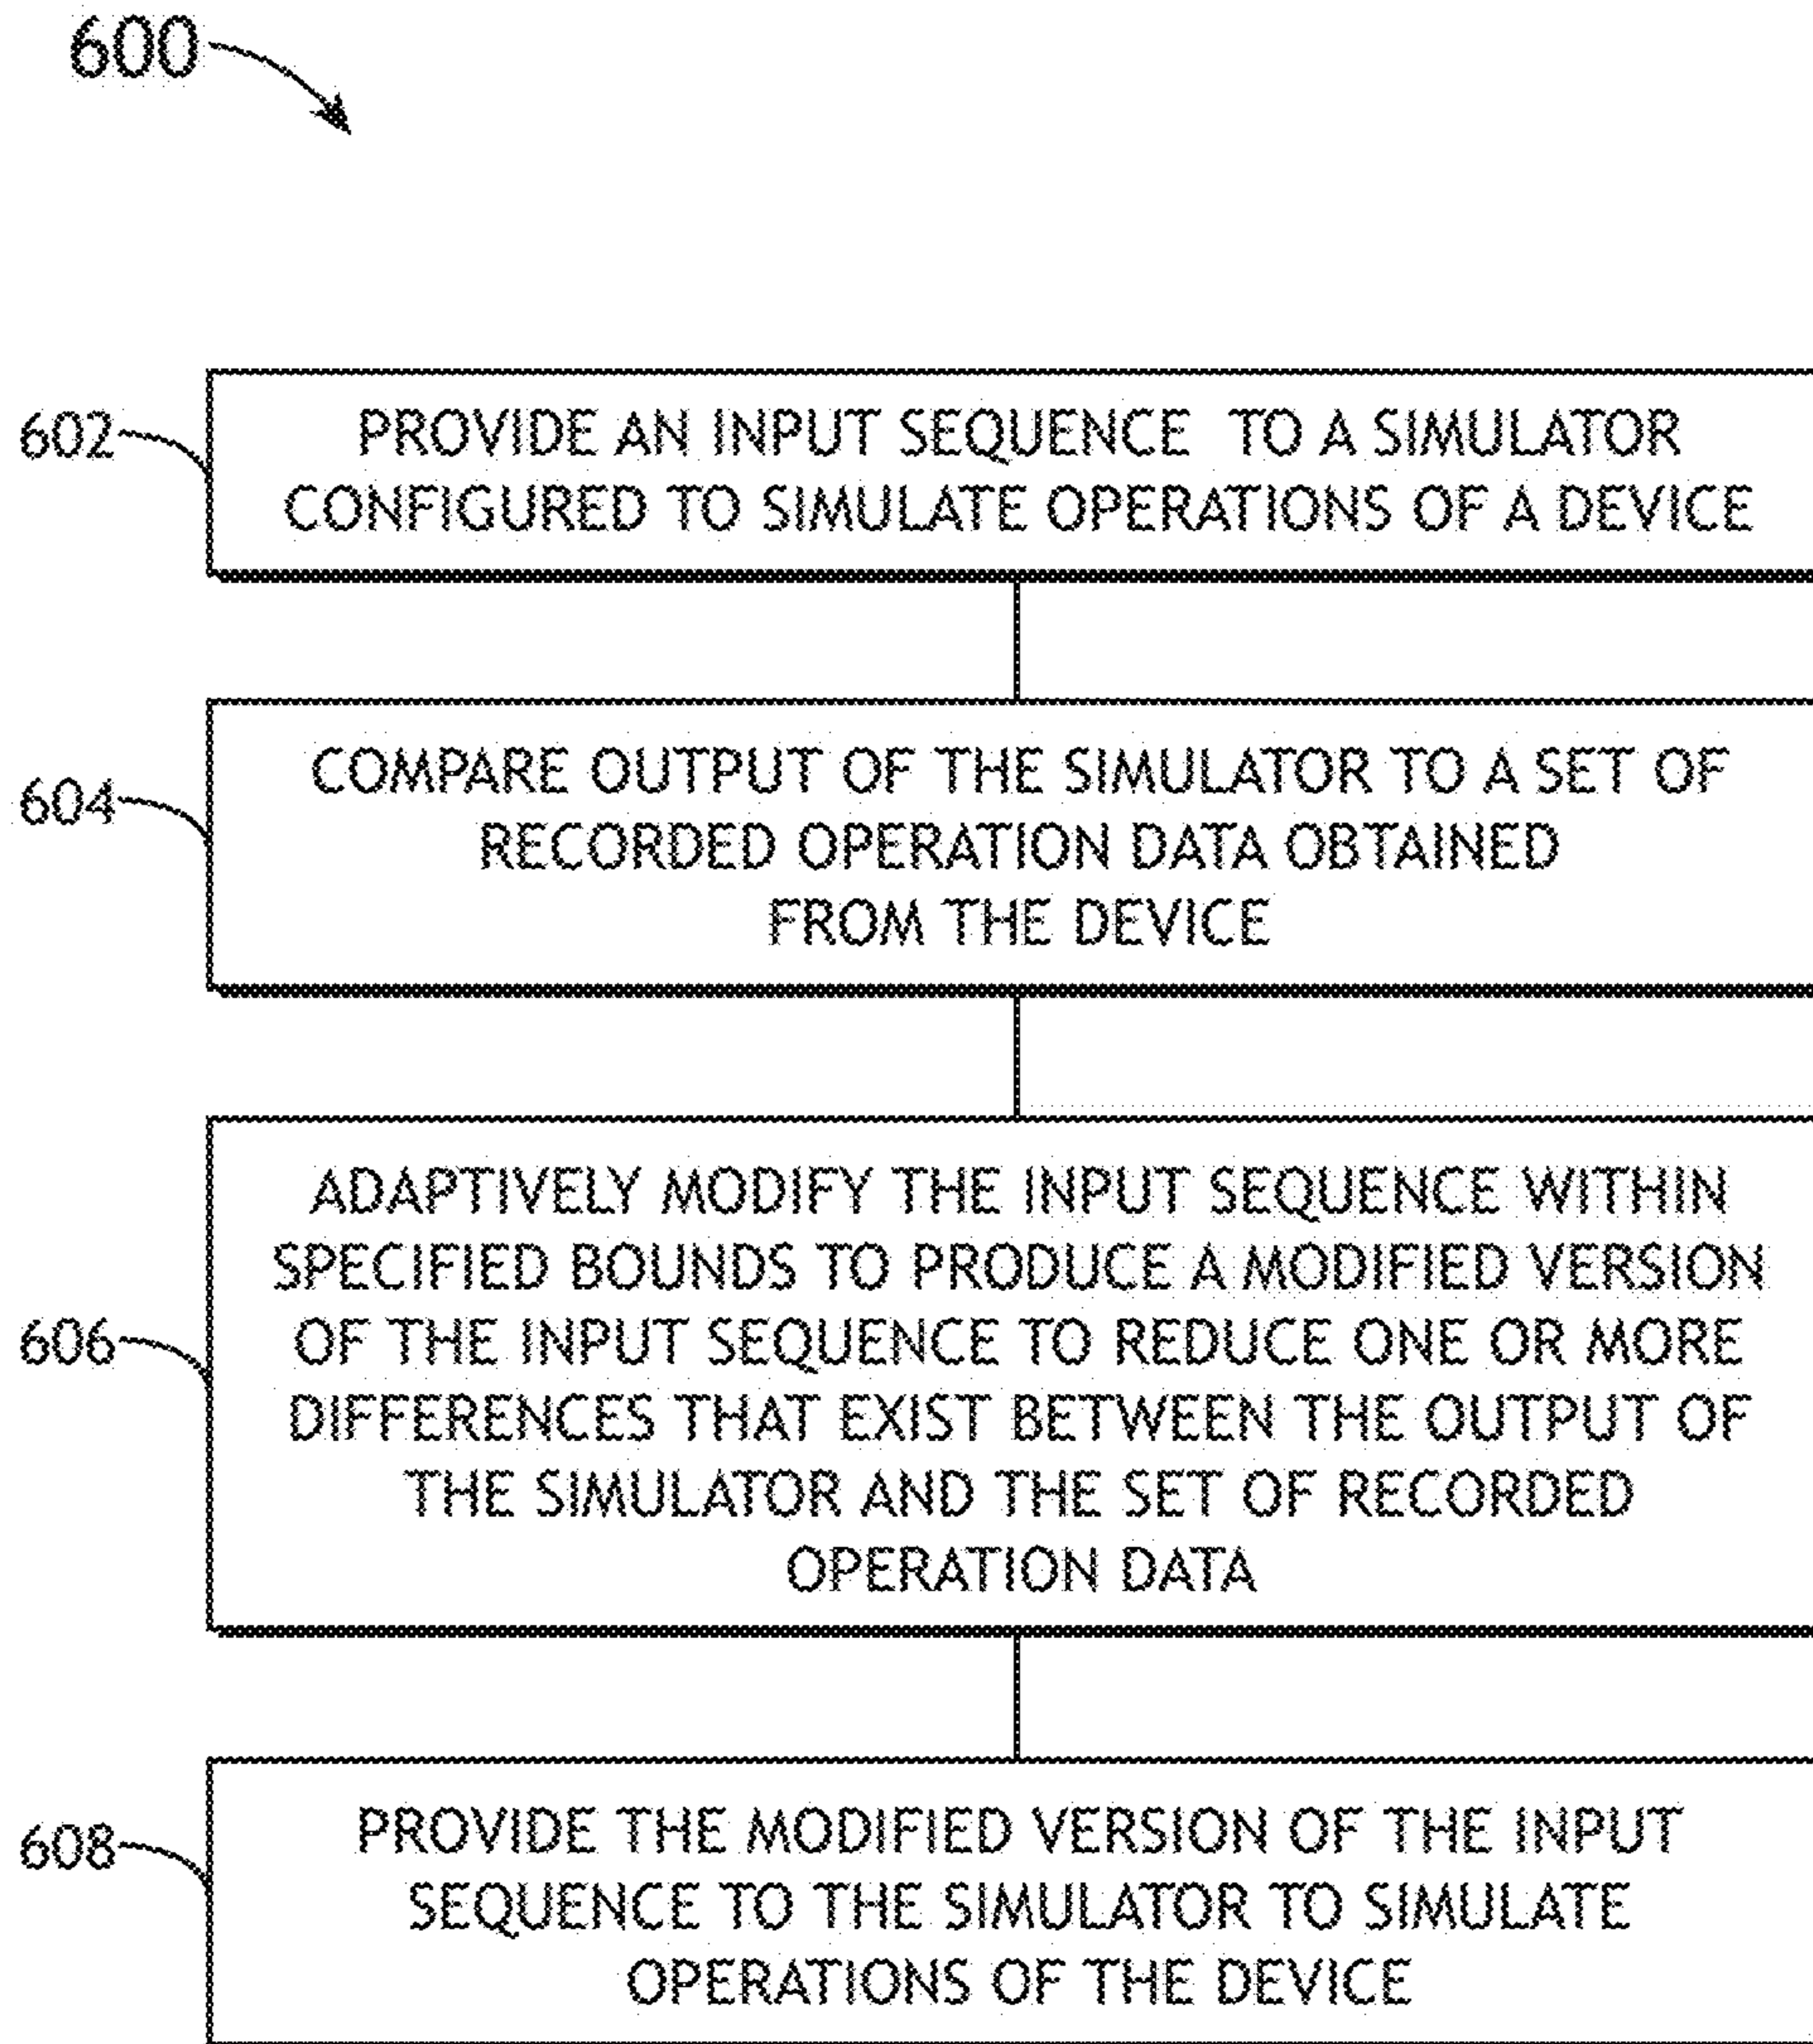 600
602
PROVIDE AN INPUT SEQUENCE TO A SIMULATOR
CONFIGURED TO SIMULATE OPERATIONS OF A DEVICE
604
COMPARE OUTPUT OF THE SIMULATOR TO A SET OF
RECORDED OPERATION DATA OBTAINED
FROM THE DEVICE
606
ADAPTIVELY MODIFY THE INPUT SEQUENCE WITHIN
SPECIFIED BOUNDS TO PRODUCE A MODIFIED VERSION
OF THE INPUT SEQUENCE TO REDUCE ONE OR MORE
DIFFERENCES THAT EXIST BETWEEN THE OUTPUT OF
THE SIMULATOR AND THE SET OF RECORDED
OPERATION DATA
608
PROVIDE THE MODIFIED VERSION OF THE INPUT
SEQUENCE TO THE SIMULATOR TO SIMULATE
OPERATIONS OF THE DEVICE